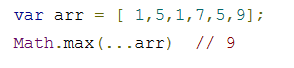 var arr = [ 1,5,1,7,5,9];
Math.max(...arr)  // 9